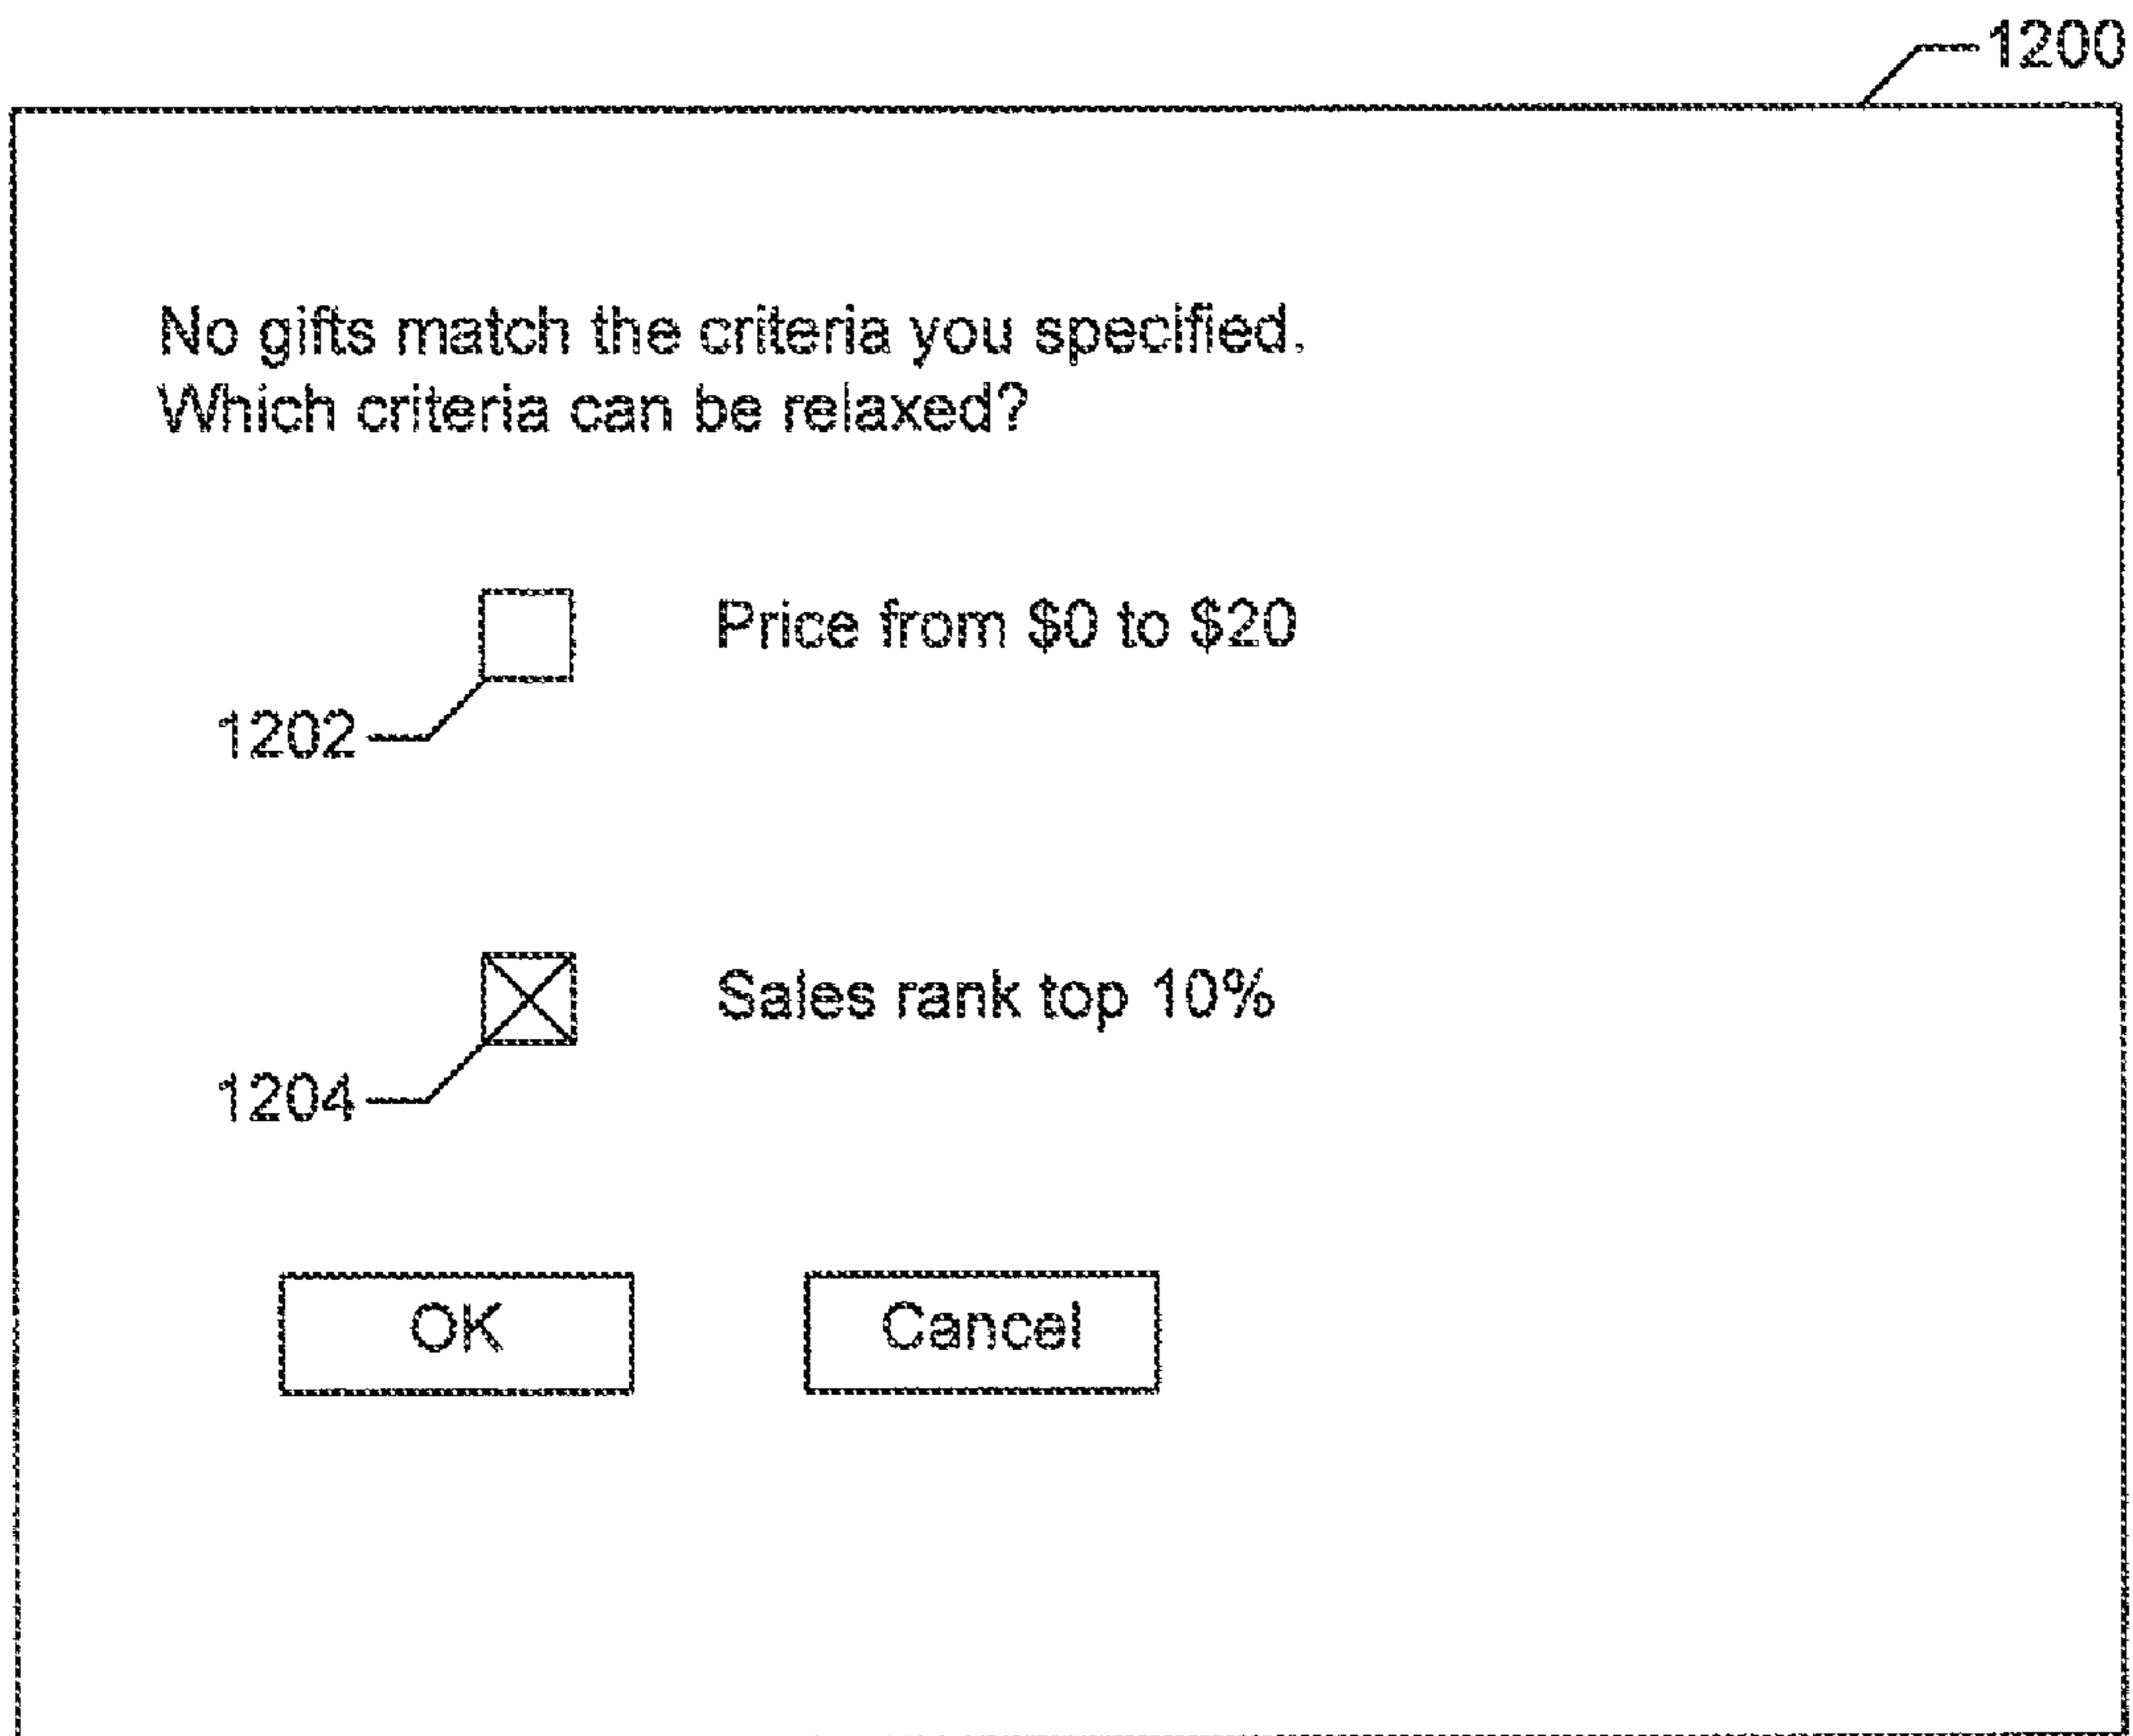 1200
No gifts match the criteria you specified.
Which criteria can be relaxed?
Price from $0 to $20
1202
Sales rank top 10%
1204
OK Cancel